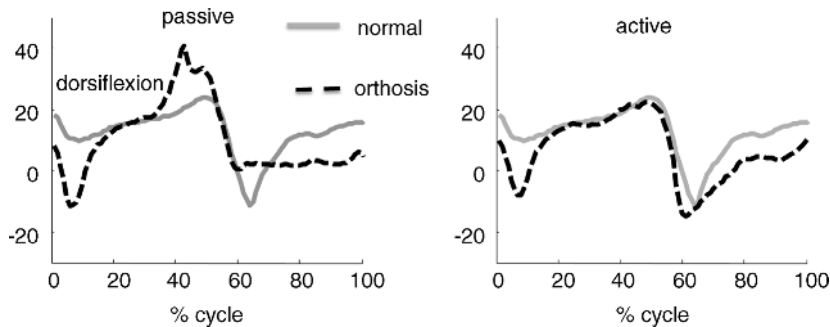 passive
normal
active
40
dorsiflexion
orthosis
20
0
-20
0 20 40 60 80 100
% cycle
40
20
0
-20
0 20 40 60 80 100
% cycle